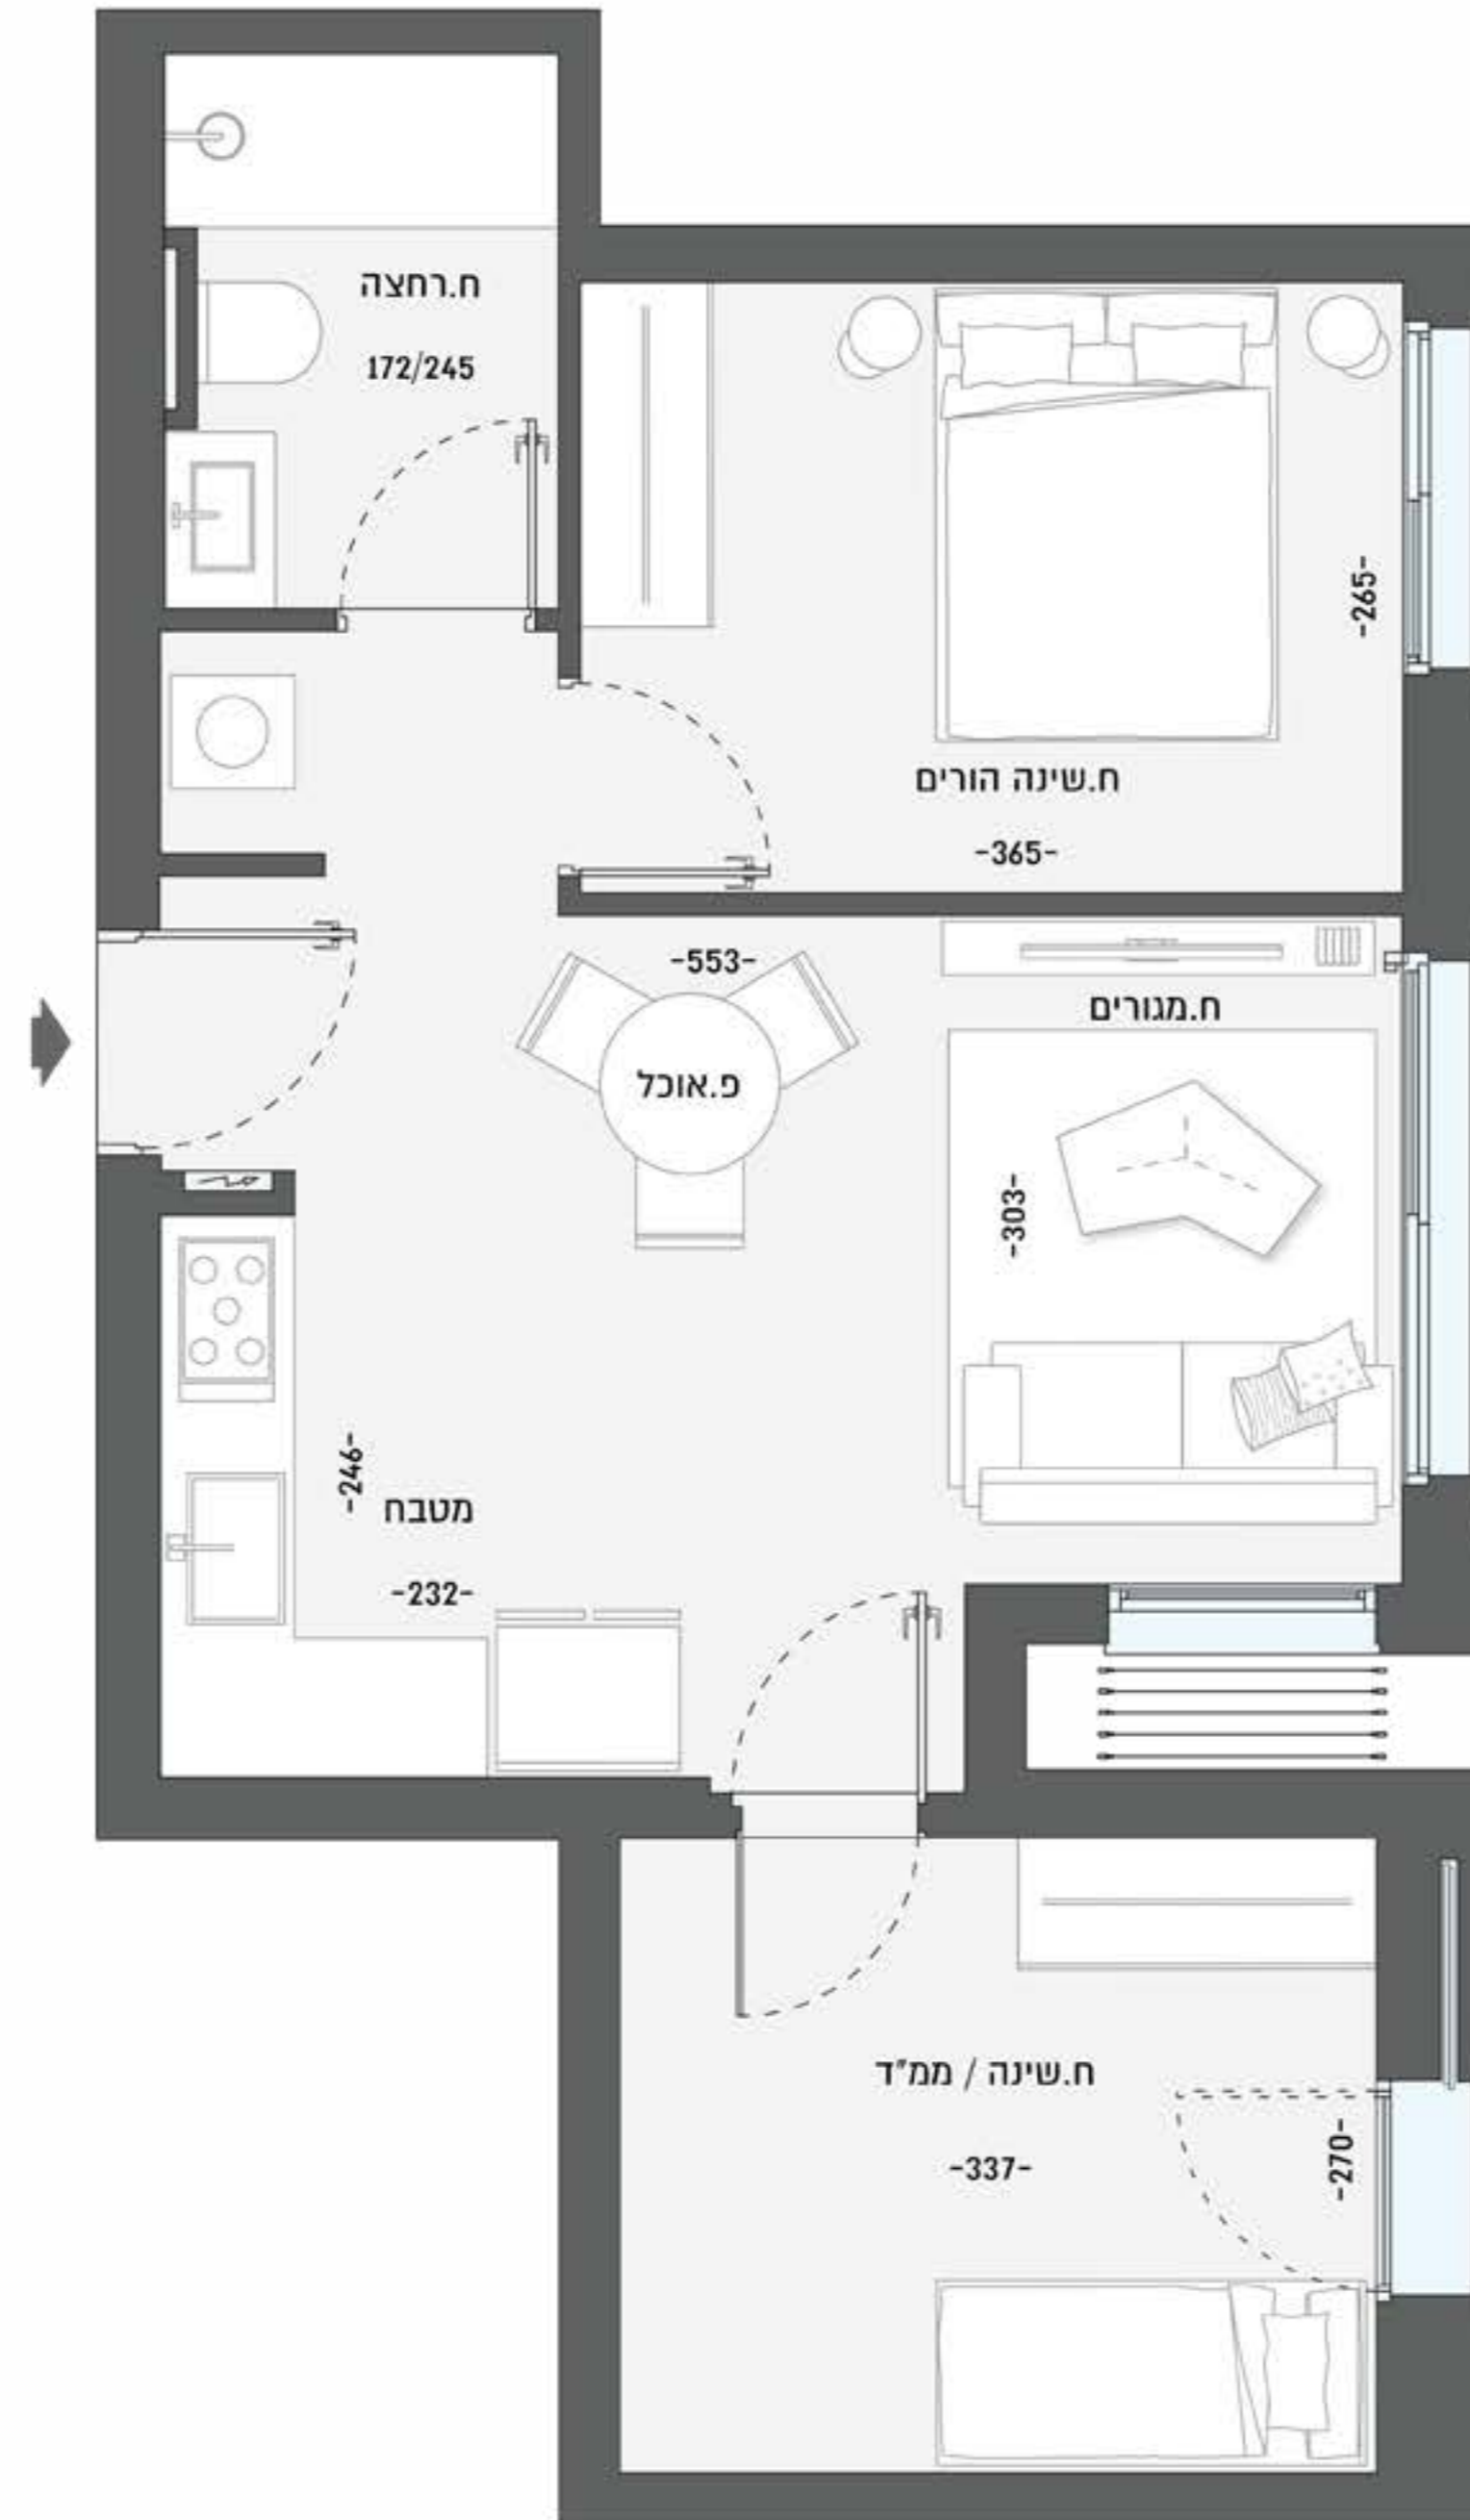 ח.רחצה
172/245
-265-
ח.שינה הורים
-365-
-553-
ח.מגורים
פ.אוכל
-303-
-246-
מטבח
-232-
ח.שינה / ממ"ד
-337-
-270-